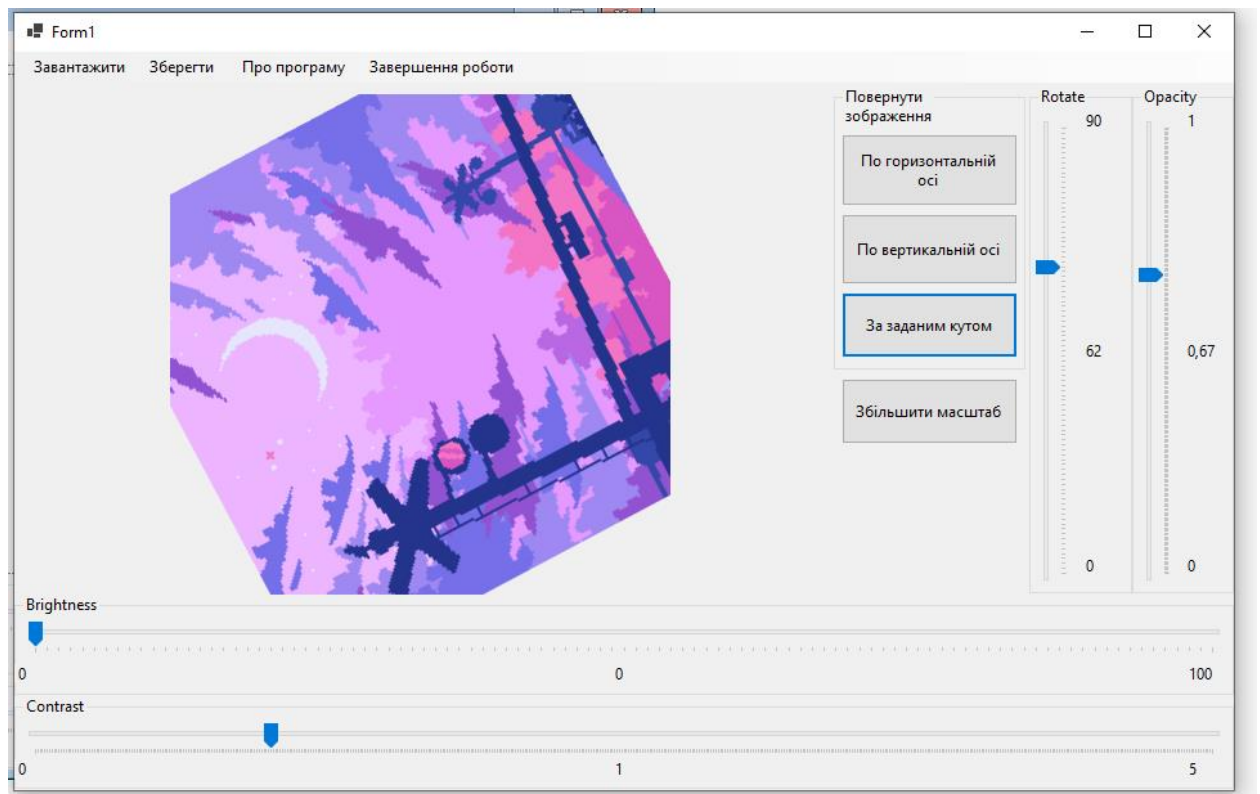 Form1
Завантажити Зберегти Про програму Завершення роботи
Повернути
зображення
По горизонтальній
осі
По вертикальній осі
За заданим кутом
Збільшити масштаб
Rotate
90
62
0
Opacity
1
0,67
0
Brightness
0 0 100
Contrast
0 1 5